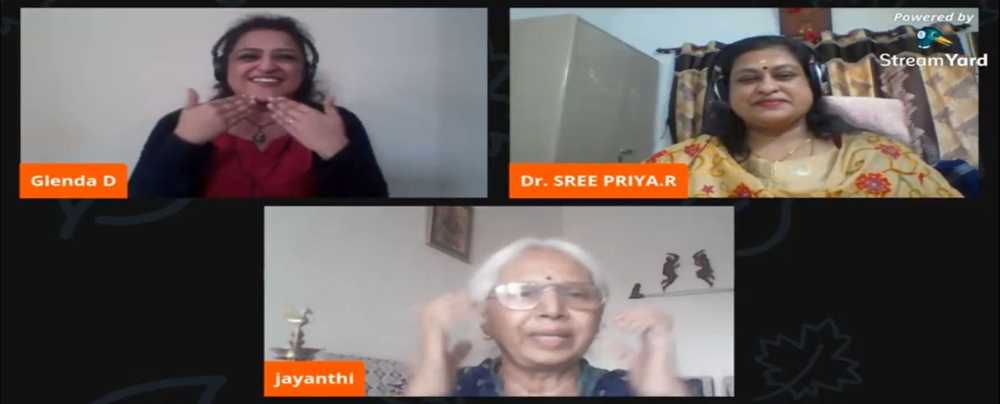 Powered by
StreamYard
Glenda D
Dr. SREE PRIYA.R
jayanthi